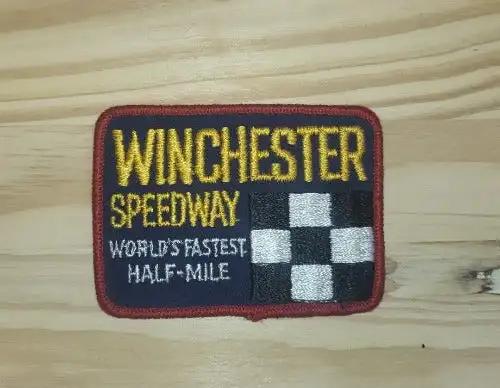 WINCHESTER
SPEEDWAY
WORLD'S FASTEST
HALF-MILE